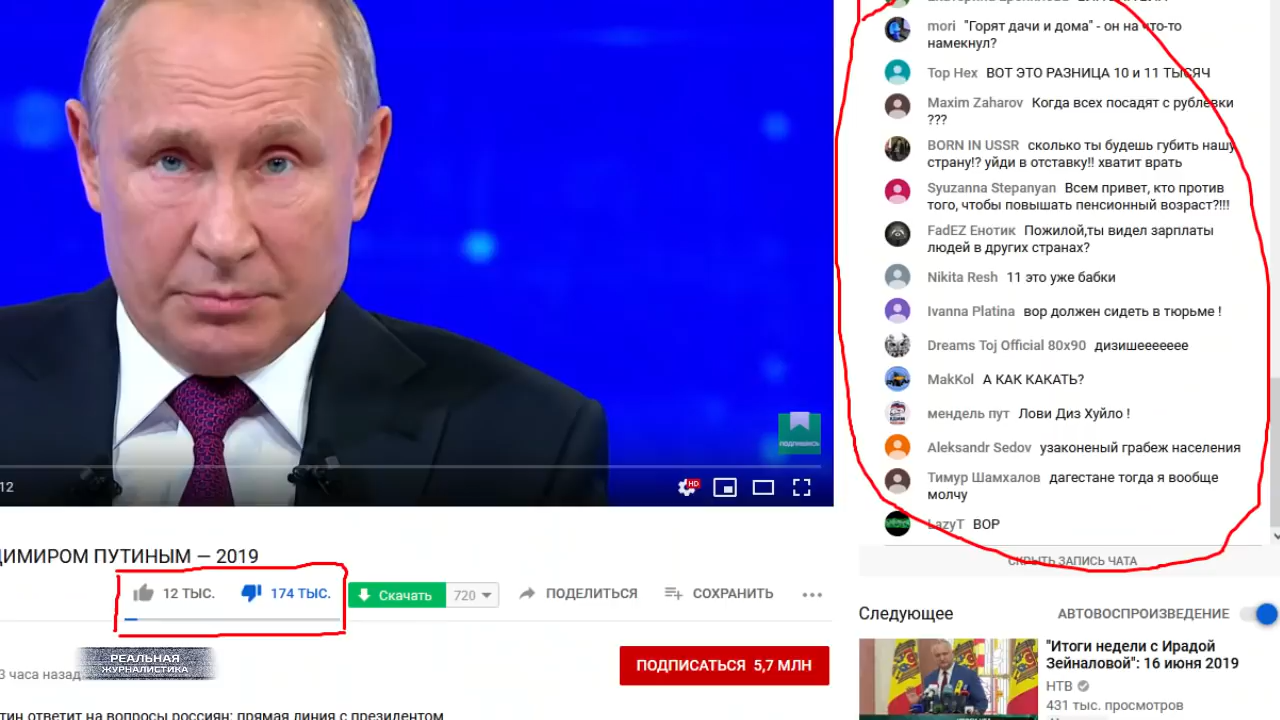 mori "Горят дачи и дома" - он на что-то
намекнул?
Top Hex ВОТ ЭТО РАЗНИЦА 10 и 11 ТЫСЯЧ
Maxim Zaharov Когда всех посадят с рублевки
???
BORN IN USSR сколько ты будешь губить нашу
страну!? уйди в отставку!! хватит врать
Syuzanna Stepanyan Всем привет, кто против
того, чтобы повышать пенсионный возраст?!!!
FadEZ Енотик Пожилой,ты видел зарплаты
людей в других странах?
Nikita Resh 11 это уже бабки
Ivanna Platina вор должен сидеть в тюрьме !
Dreams Toj Official 80x90 дизишеееееее
MakKol А КАК КАКАТЬ?
мендель пут Лови Диз Хуйло !
Aleksandr Sedov узаконеный грабеж населения
Тимур Шамхалов дагестане тогда я вообще
молчу
LazyT ВОР
СКРЫТЬ ЗАПИСЬ ЧАТА
ПОДПИШИСЬ
12
HD
ДИМИРОМ ПУТИНЫМ — 2019
12 ТЫС. 174 ТЫС. Скачать 720 ПОДЕЛИТЬСЯ СОХРАНИТЬ
РЕАЛЬНАЯ
ЖУРНАЛИСТИКА
3 часа назад
ПОДПИСАТЬСЯ 5,7 МЛН
тин ответит на вопросы россиян: прямая линия с президентом
Следующее АВТОВОСПРОИЗВЕДЕНИЕ
"Итоги недели с Ирадой
Зейналовой": 16 июня 2019
НТВ
431 тыс. просмотров